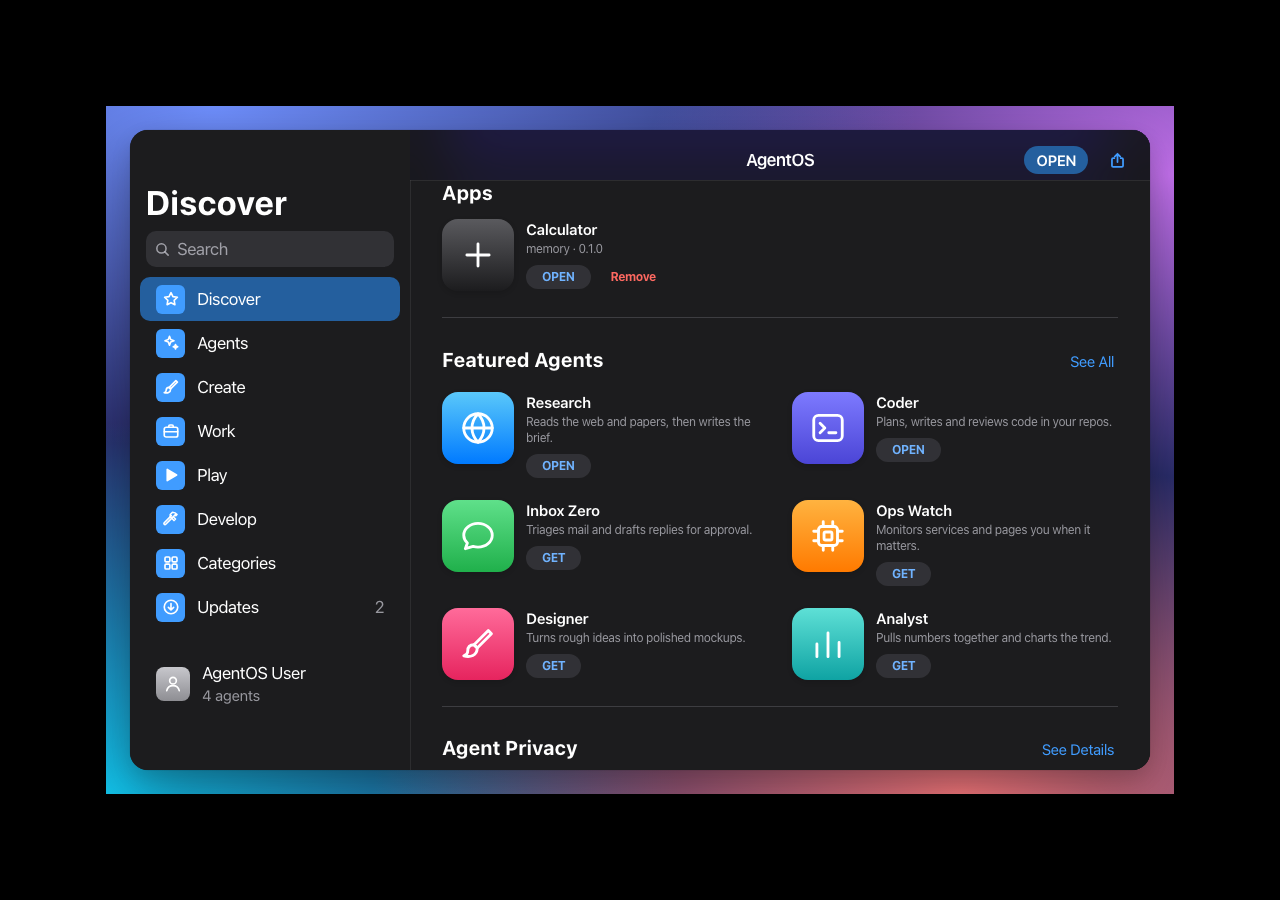 AgentOS
OPEN
Discover
Search
Discover
Agents
Create
Work
Play
Develop
Categories
Updates
2
AgentOS User
4 agents
Apps
Calculator
memory · 0.1.0
OPEN
Remove
Featured Agents
See All
Research
Reads the web and papers, then writes the
brief.
OPEN
Coder
Plans, writes and reviews code in your repos.
OPEN
Inbox Zero
Triages mail and drafts replies for approval.
GET
Ops Watch
Monitors services and pages you when it
matters.
GET
Designer
Turns rough ideas into polished mockups.
GET
Analyst
Pulls numbers together and charts the trend.
GET
Agent Privacy
See Details